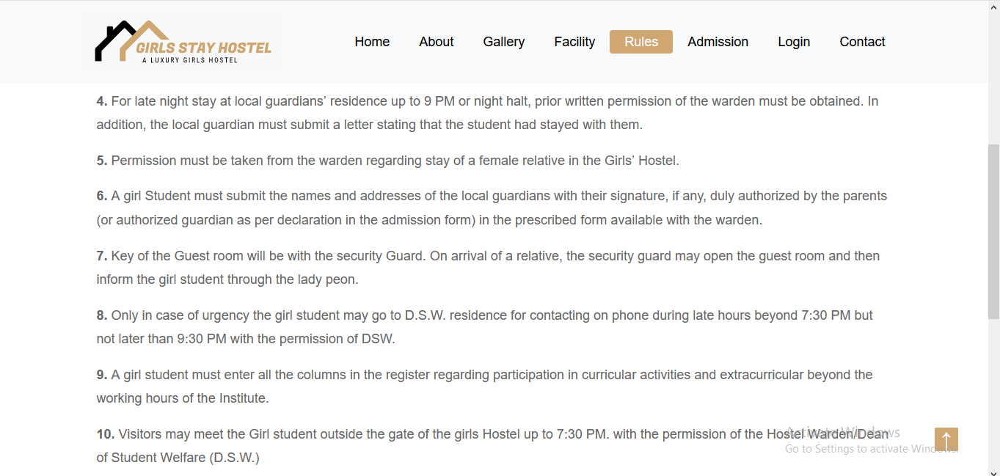 GIRLS STAY HOSTEL
A LUXURY GIRLS HOSTEL
Home About Gallery Facility Rules Admission Login Contact
4. For late night stay at local guardians’ residence up to 9 PM or night halt, prior written permission of the warden must be obtained. In
addition, the local guardian must submit a letter stating that the student had stayed with them.
5. Permission must be taken from the warden regarding stay of a female relative in the Girls’ Hostel.
6. A girl Student must submit the names and addresses of the local guardians with their signature, if any, duly authorized by the parents
(or authorized guardian as per declaration in the admission form) in the prescribed form available with the warden.
7. Key of the Guest room will be with the security Guard. On arrival of a relative, the security guard may open the guest room and then
inform the girl student through the lady peon.
8. Only in case of urgency the girl student may go to D.S.W. residence for contacting on phone during late hours beyond 7:30 PM but
not later than 9:30 PM with the permission of DSW.
9. A girl student must enter all the columns in the register regarding participation in curricular activities and extracurricular beyond the
working hours of the Institute.
10. Visitors may meet the Girl student outside the gate of the girls Hostel up to 7:30 PM. with the permission of the Hostel Warden/Dean
of Student Welfare (D.S.W.)
Activate Windows
Go to Settings to activate Windows.